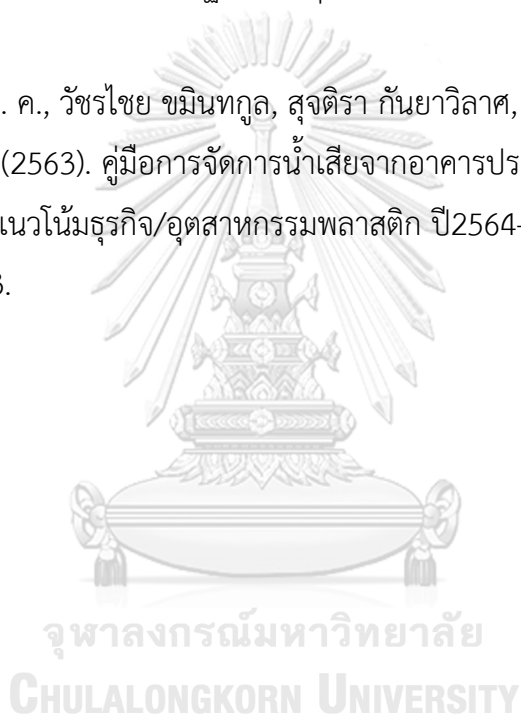 . ค., วัชรไชย ขมินทกูล, สุจติรา กันยาวิลาศ,
(2563). คู่มือการจัดการน้ำเสียจากอาคารประ
แนวโน้มธุรกิจ/อุตสาหกรรมพลาสติก ปี2564-
3.
จุฬาลงกรณ์มหาวิทยาลัย
CHULALONGKORN UNIVERSITY